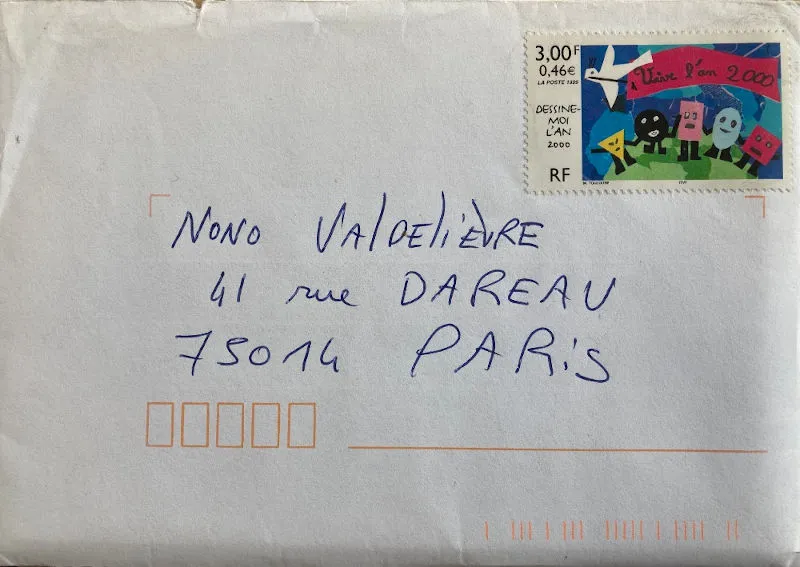 3,00F
0,46€
LA POSTE 1999
DESSINE-
MOI
L'AN
2000
RF
Vive l'an 2000
NONO VAldEliÈVRE
41 rue DAREAU
75014 PARiS